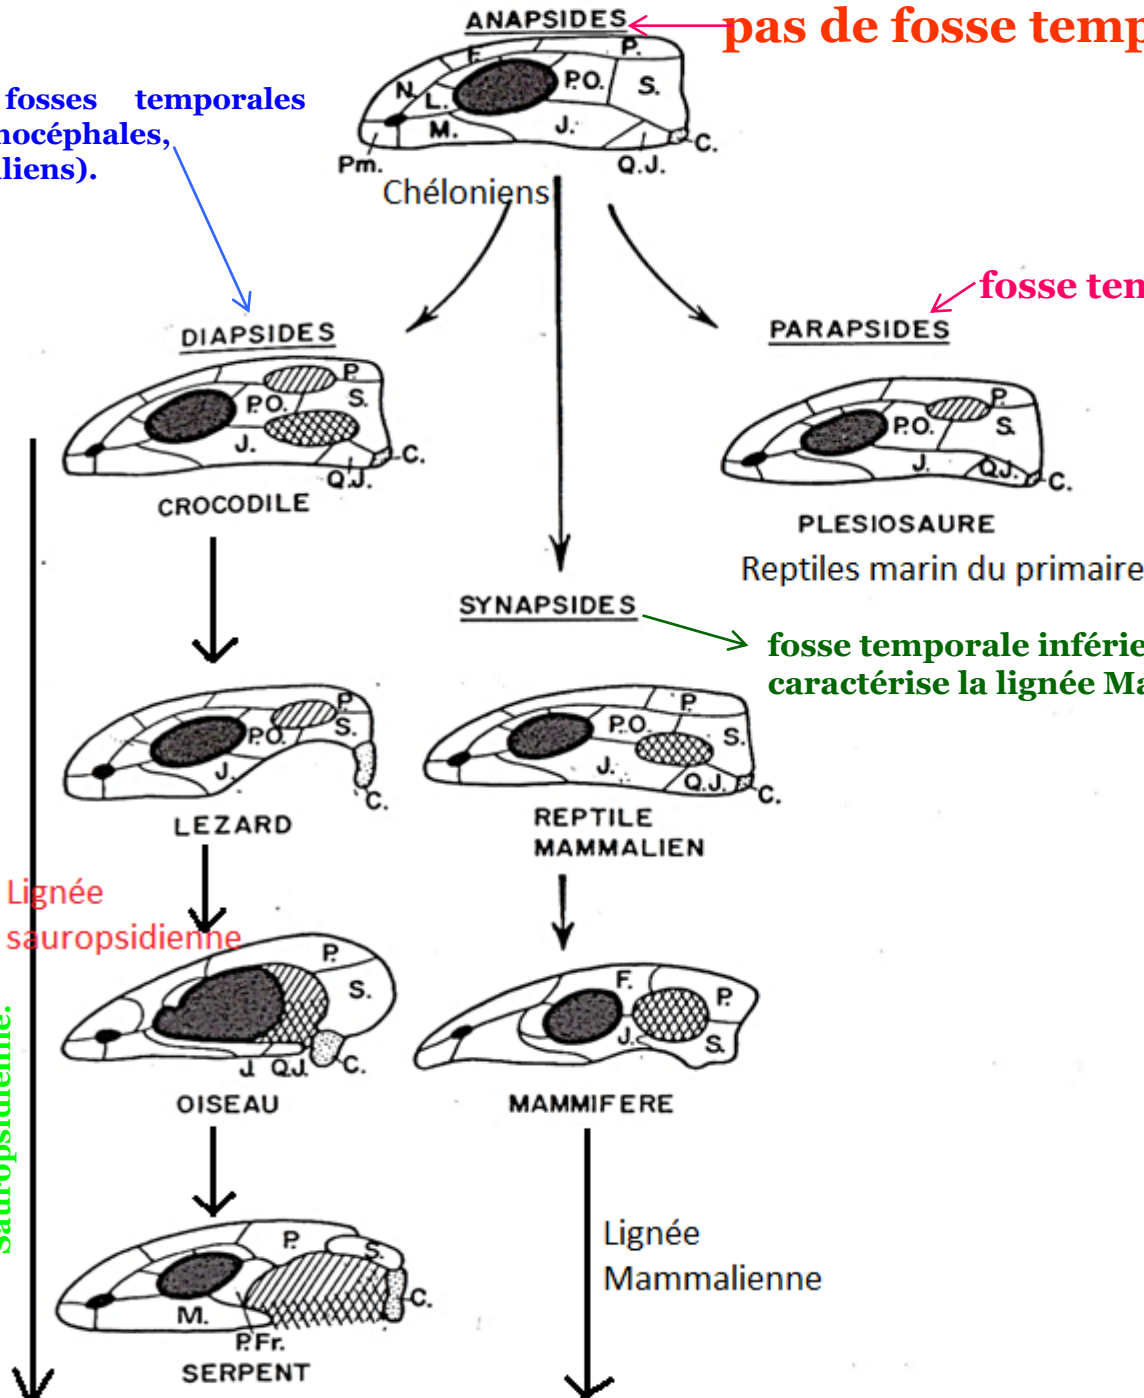 ANAPSIDES
pas de fosse temp
F.
P.
N.
L.
P.O.
S.
M.
J.
C.
Pm.
Q.J.
Chéloniens
fosses temporales
nocéphales,
liens).
fosse ten
DIAPSIDES
PARAPSIDES
P.
P.O.
S.
J.
C.
Q.J.
CROCODILE
P.
P.O.
S.
J.
Q.J.
C.
PLESIOSAURE
Reptiles marin du primaire
SYNAPSIDES
fosse temporale inférie
caractérise la lignée Ma
P.
P.O.
S.
J.
C.
LEZARD
P.
P.O.
S.
J.
Q.J.
C.
REPTILE
MAMMALIEN
Lignée
sauropsidienne
P.
S.
J.
Q.J.
C.
OISEAU
F.
P.
J.
S.
MAMMIFERE
sauropsidienne.
P.
S.
M.
C.
P.Fr.
SERPENT
Lignée
Mammalienne